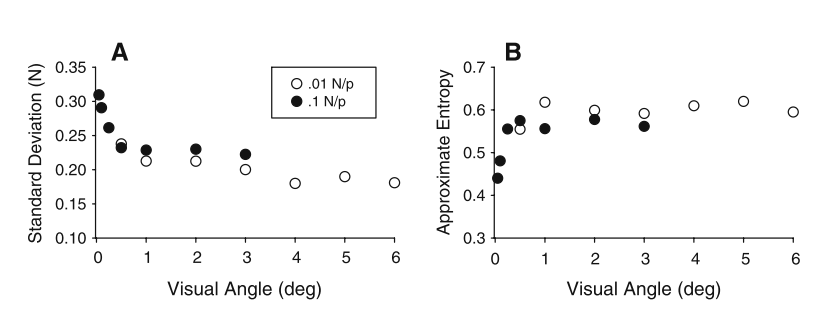 A
Standard Deviation (N)
0.35
0.30
0.25
0.20
0.15
0.10
.01 N/p
.1 N/p
0 1 2 3 4 5 6
Visual Angle (deg)
B
Approximate Entropy
0.7
0.6
0.5
0.4
0.3
0 1 2 3 4 5 6
Visual Angle (deg)